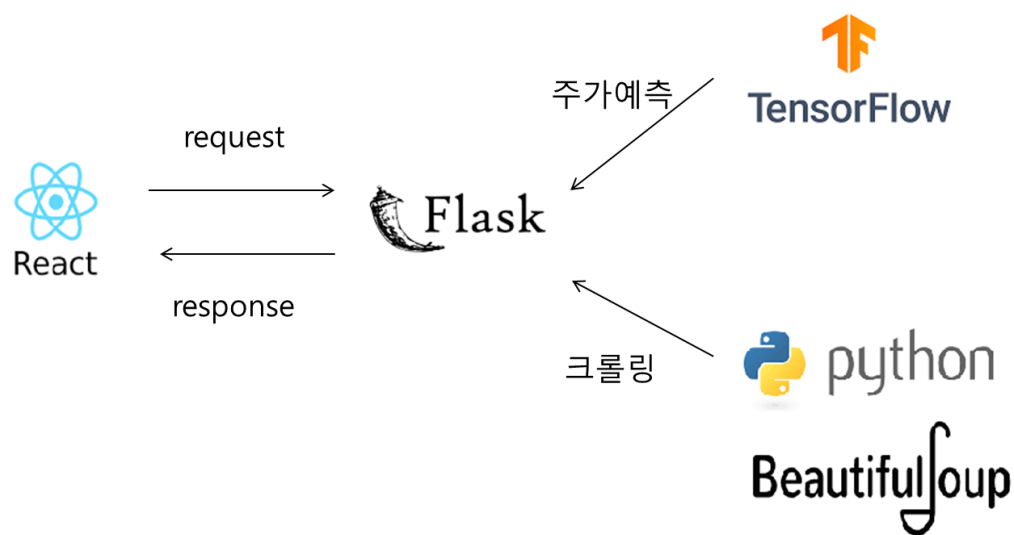 request
React
response
Flask
주가예측
TensorFlow
크롤링
python
BeautifulSoup